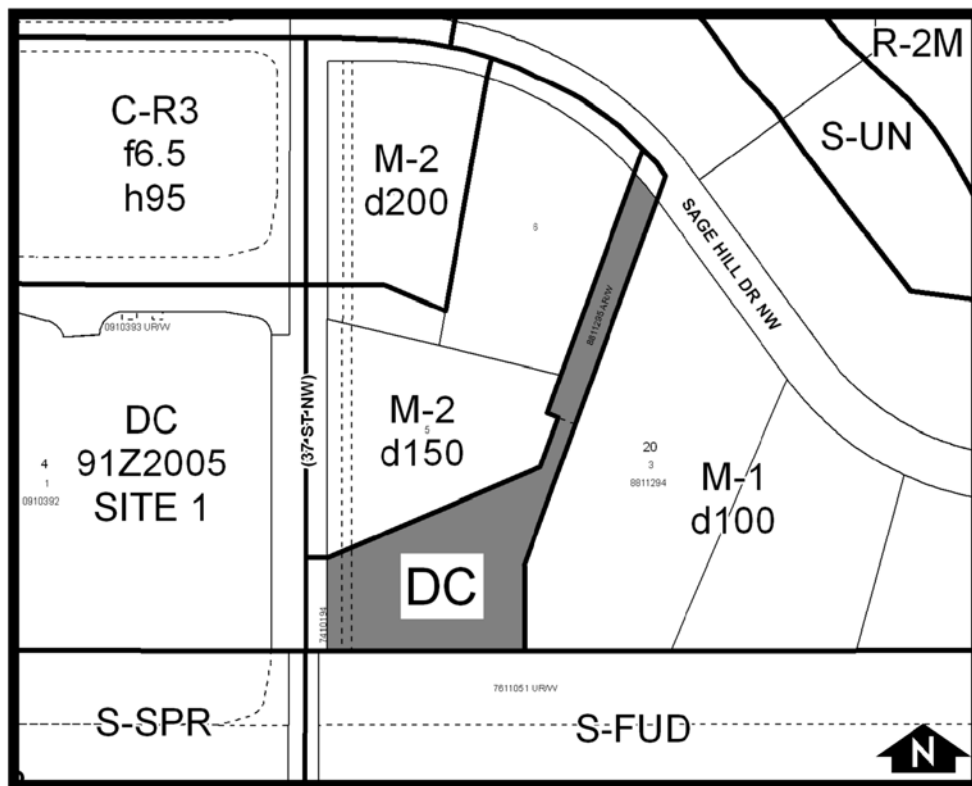 R-2M
C-R3
f6.5
h95
M-2
d200
S-UN
SAGE HILL DR NW
6
8811295 AR/W
0910393 UR/W
(37 ST NW)
DC
91Z2005
SITE 1
4
1
0910392
M-2
5
d150
20
3
8811294
M-1
d100
DC
7410194
7611051 UR/W
S-SPR
S-FUD
N